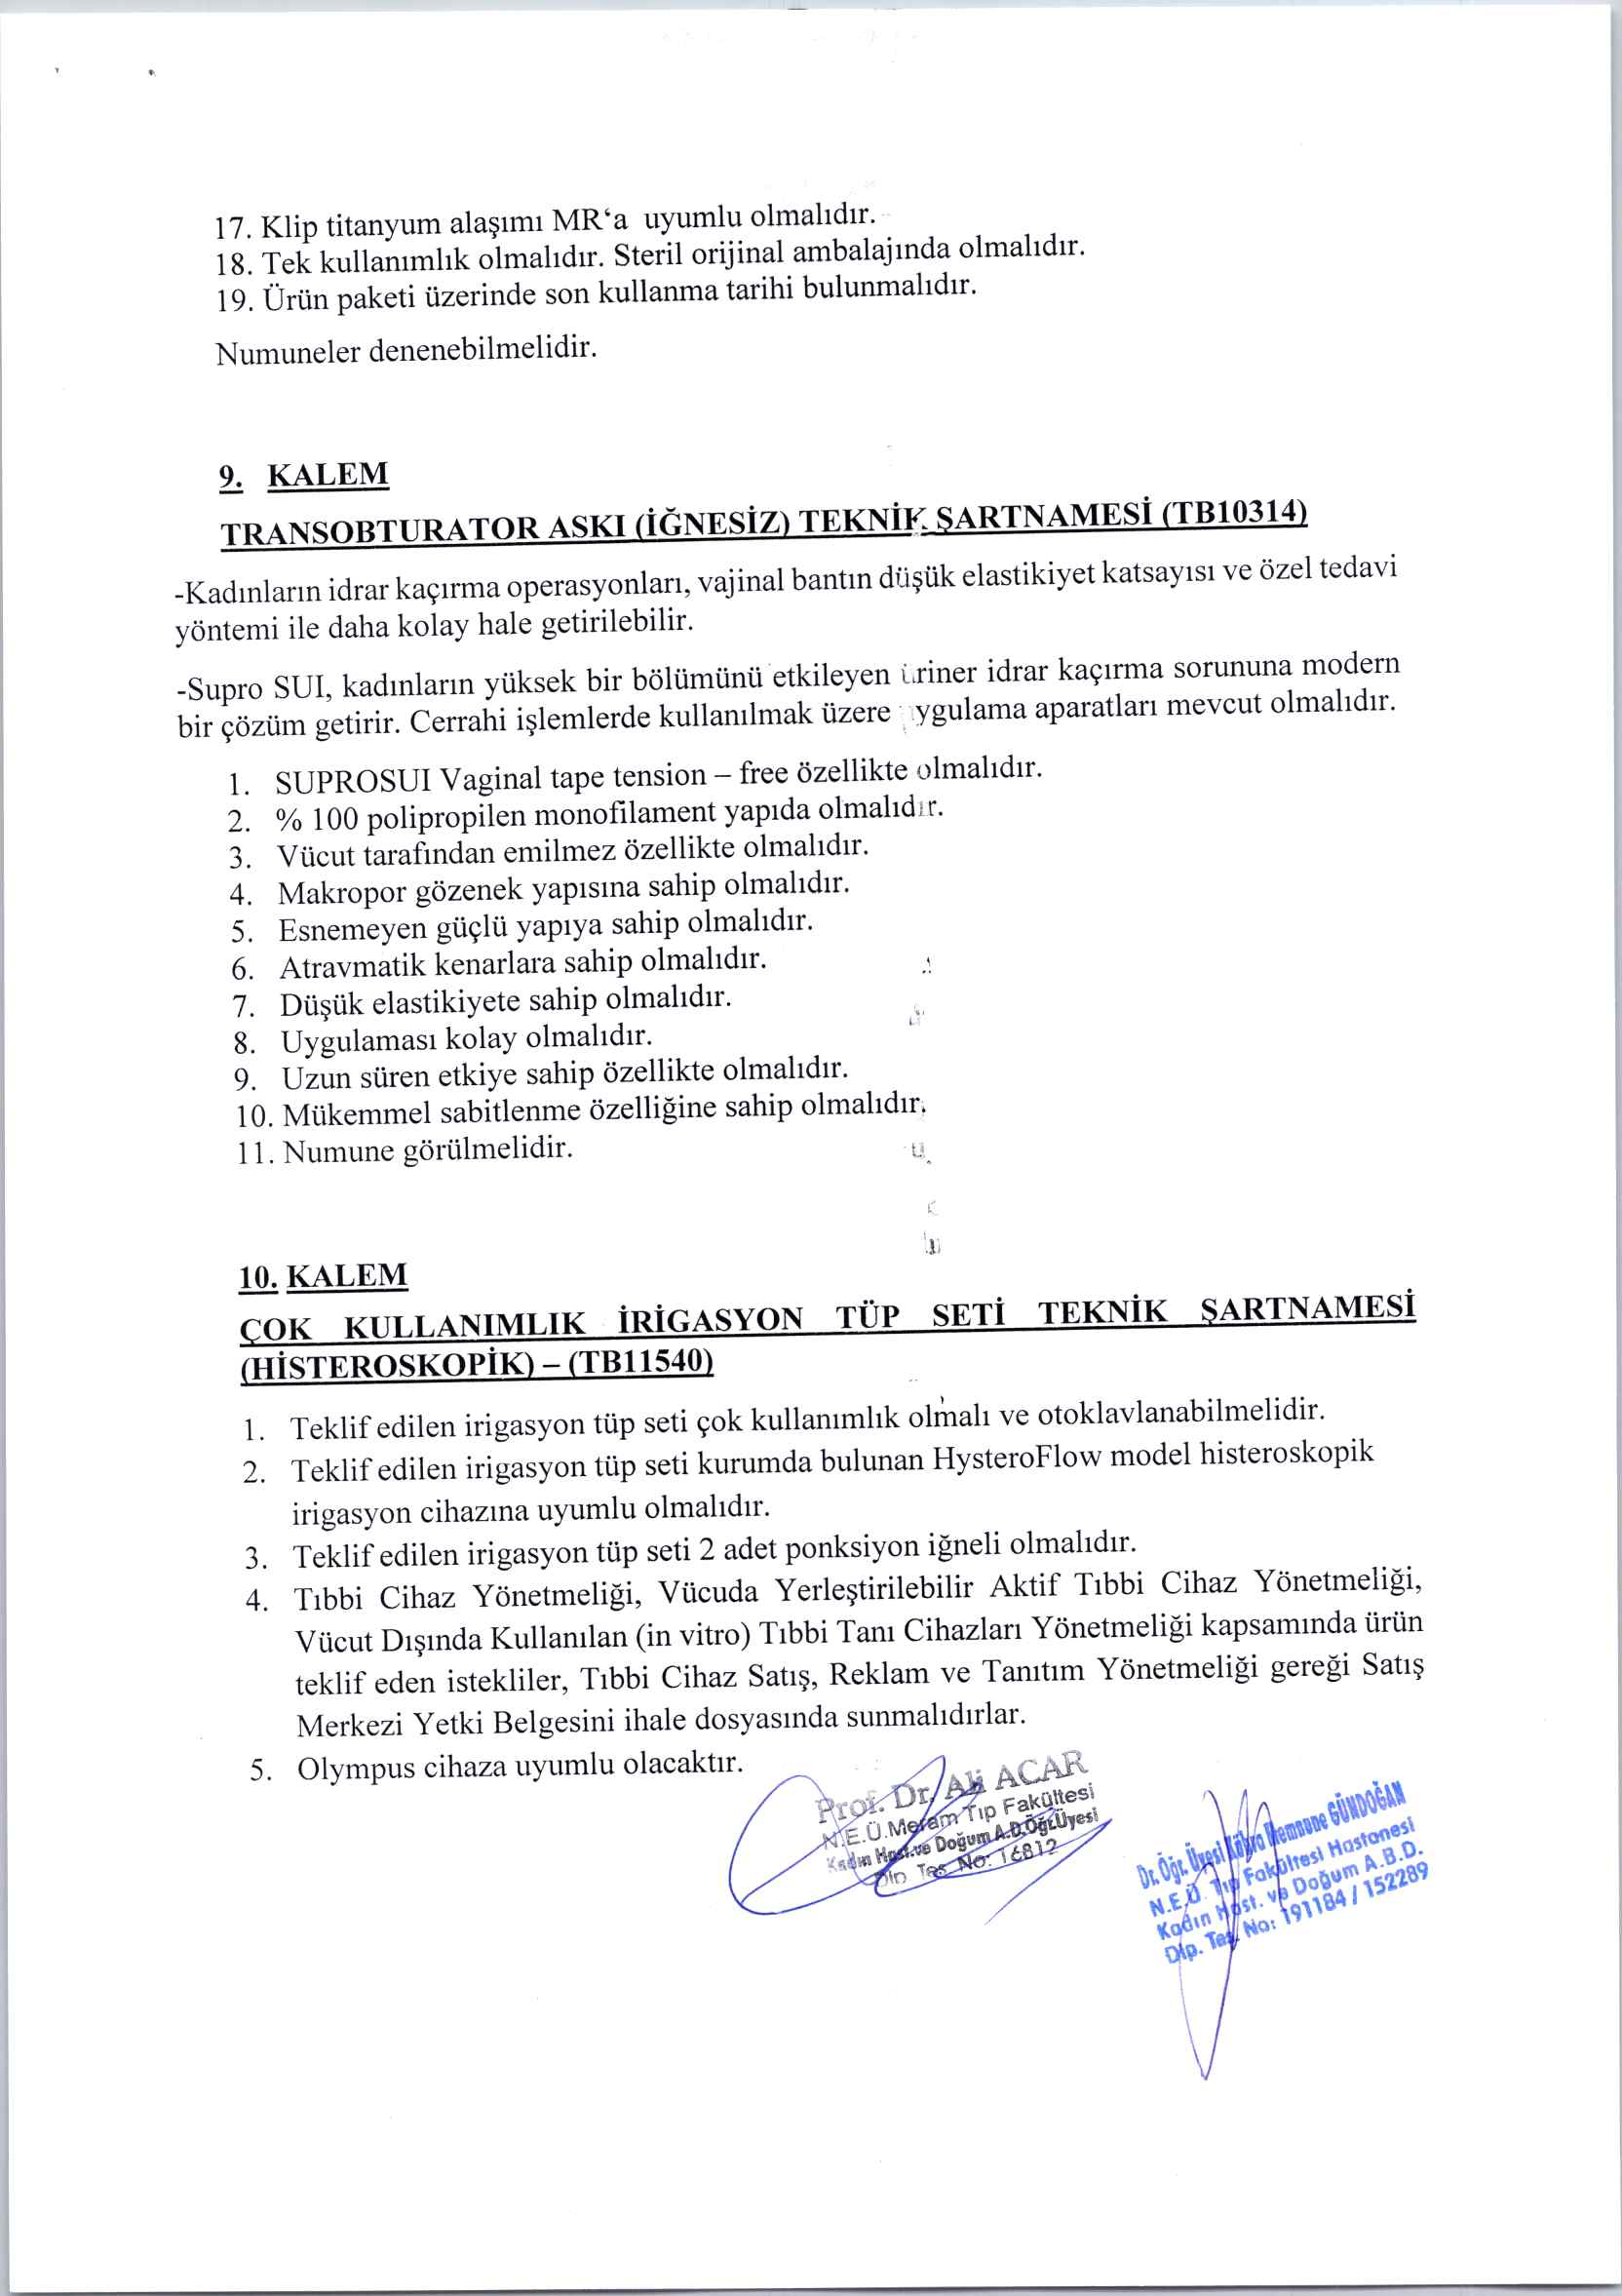 17. Klip titanyum alaşımı MR‘a uyumlu olmalıdır.
18. Tek kullanımlık olmalıdır. Steril orijinal ambalajında olmalıdır.
19. Ürün paketi üzerinde son kullanma tarihi bulunmalıdır.
Numuneler denenebilmelidir.
9. KALEM
TRANSOBTURATOR ASKI (İĞNESİZ) TEKNİK ŞARTNAMESİ (TB10314)
-Kadınların idrar kaçırma operasyonları, vajinal bantın düşük elastikiyet katsayısı ve özel tedavi
yöntemi ile daha kolay hale getirilebilir.
-Supro SUI, kadınların yüksek bir bölümünü etkileyen üriner idrar kaçırma sorununa modern
bir çözüm getirir. Cerrahi işlemlerde kullanılmak üzere uygulama aparatları mevcut olmalıdır.
1. SUPROSUI Vaginal tape tension – free özellikte olmalıdır.
2. % 100 polipropilen monofilament yapıda olmalıdır.
3. Vücut tarafından emilmez özellikte olmalıdır.
4. Makropor gözenek yapısına sahip olmalıdır.
5. Esnemeyen güçlü yapıya sahip olmalıdır.
6. Atravmatik kenarlara sahip olmalıdır.
7. Düşük elastikiyete sahip olmalıdır.
8. Uygulaması kolay olmalıdır.
9. Uzun süren etkiye sahip özellikte olmalıdır.
10. Mükemmel sabitlenme özelliğine sahip olmalıdır.
11. Numune görülmelidir.
10. KALEM
ÇOK KULLANIMLIK İRİGASYON TÜP SETİ TEKNİK ŞARTNAMESİ
(HİSTEROSKOPİK) – (TB11540)
1. Teklif edilen irigasyon tüp seti çok kullanımlık olmalı ve otoklavlanabilmelidir.
2. Teklif edilen irigasyon tüp seti kurumda bulunan HysteroFlow model histeroskopik
irigasyon cihazına uyumlu olmalıdır.
3. Teklif edilen irigasyon tüp seti 2 adet ponksiyon iğneli olmalıdır.
4. Tıbbi Cihaz Yönetmeliği, Vücuda Yerleştirilebilir Aktif Tıbbi Cihaz Yönetmeliği,
Vücut Dışında Kullanılan (in vitro) Tıbbi Tanı Cihazları Yönetmeliği kapsamında ürün
teklif eden istekliler, Tıbbi Cihaz Satış, Reklam ve Tanıtım Yönetmeliği gereği Satış
Merkezi Yetki Belgesini ihale dosyasında sunmalıdırlar.
5. Olympus cihaza uyumlu olacaktır.
Prof. Dr. Ali ACAR
N.E.Ü.Meram Tıp Fakültesi
Kadın Hast.ve Doğum A.D.Öğt.Üyesi
Dip. Tes. No: 16812
Dr. Öğr. Üyesi Kübra Memnune GÜNDOĞAN
N.E.Ü. Tıp Fakültesi Hastanesi
Kadın Hast. ve Doğum A.B.D.
Dip. Tes. No: 191184 / 152289